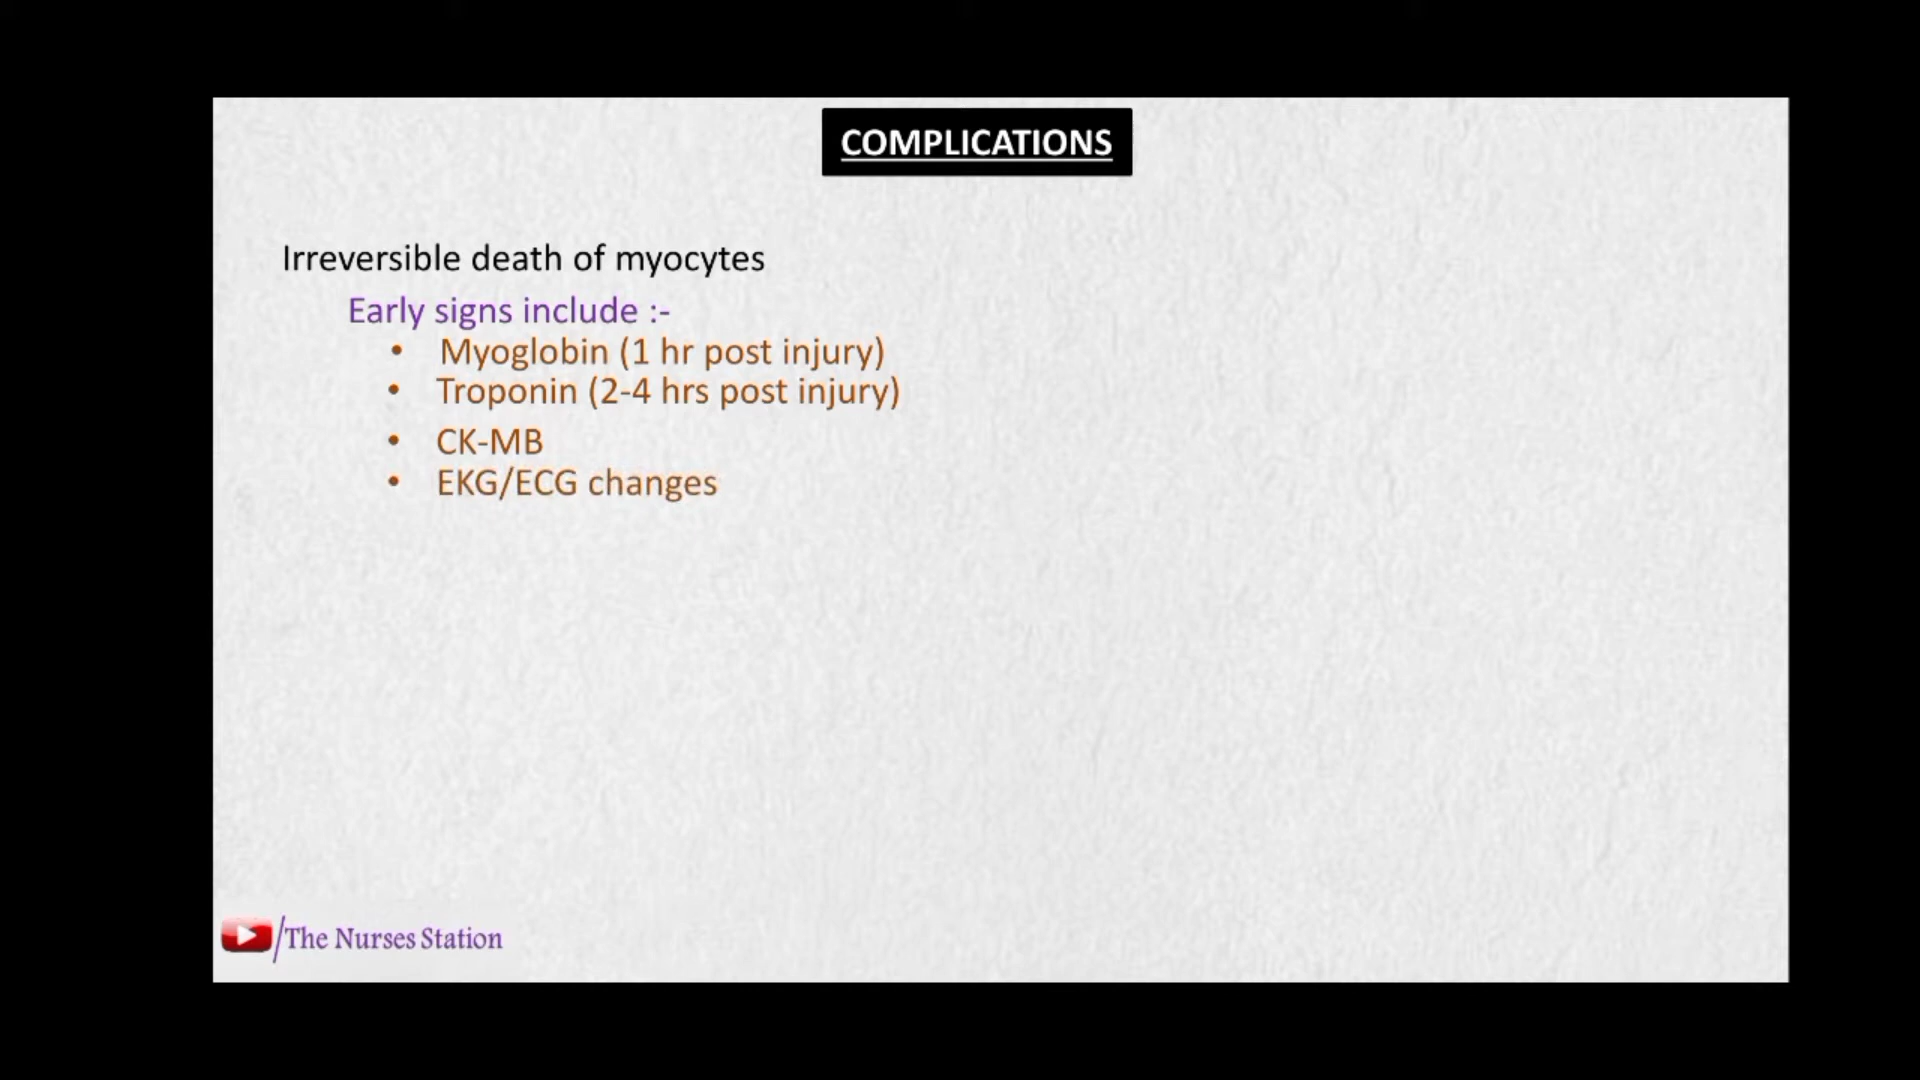 COMPLICATIONS
Irreversible death of myocytes
Early signs include :-
• Myoglobin (1 hr post injury)
• Troponin (2-4 hrs post injury)
• CK-MB
• EKG/ECG changes
/The Nurses Station